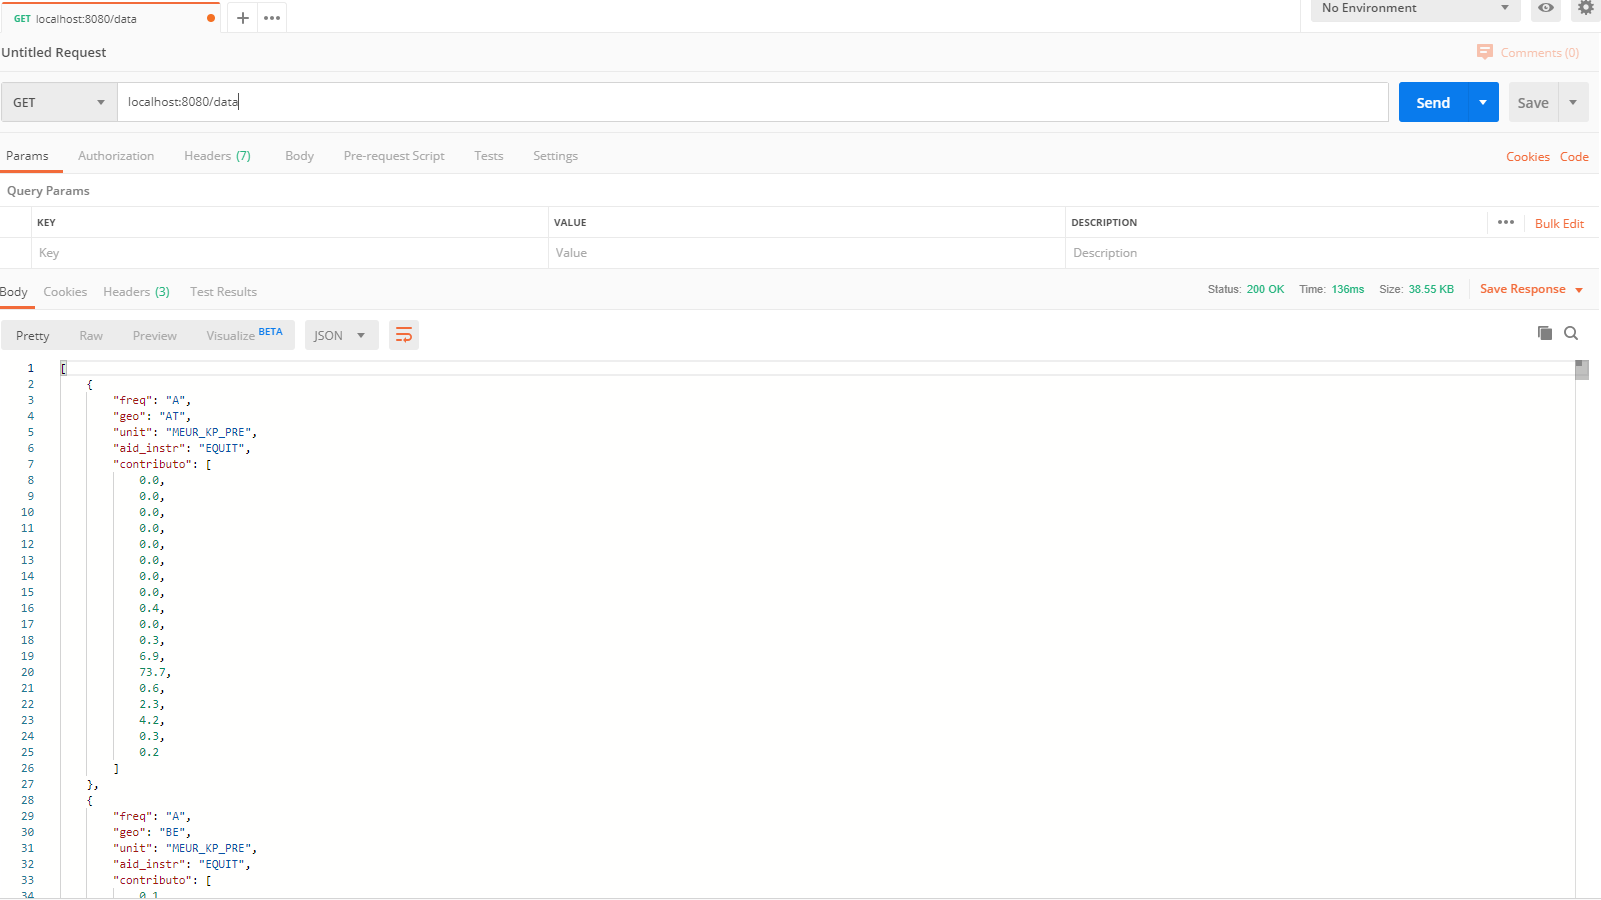 GET localhost:8080/data
No Environment
Untitled Request
Comments (0)
GET localhost:8080/data Send Save
Params Authorization Headers (7) Body Pre-request Script Tests Settings Cookies Code
Query Params
KEY VALUE DESCRIPTION Bulk Edit
Key Value Description
Body Cookies Headers (3) Test Results Status: 200 OK Time: 136ms Size: 38.55 KB Save Response
Pretty Raw Preview Visualize BETA JSON
1 [
2 {
3 "freq": "A",
4 "geo": "AT",
5 "unit": "MEUR_KP_PRE",
6 "aid_instr": "EQUIT",
7 "contributo": [
8 0.0,
9 0.0,
10 0.0,
11 0.0,
12 0.0,
13 0.0,
14 0.0,
15 0.0,
16 0.4,
17 0.0,
18 0.3,
19 6.9,
20 73.7,
21 0.6,
22 2.3,
23 4.2,
24 0.3,
25 0.2
26 ]
27 },
28 {
29 "freq": "A",
30 "geo": "BE",
31 "unit": "MEUR_KP_PRE",
32 "aid_instr": "EQUIT",
33 "contributo": [
34 0.1